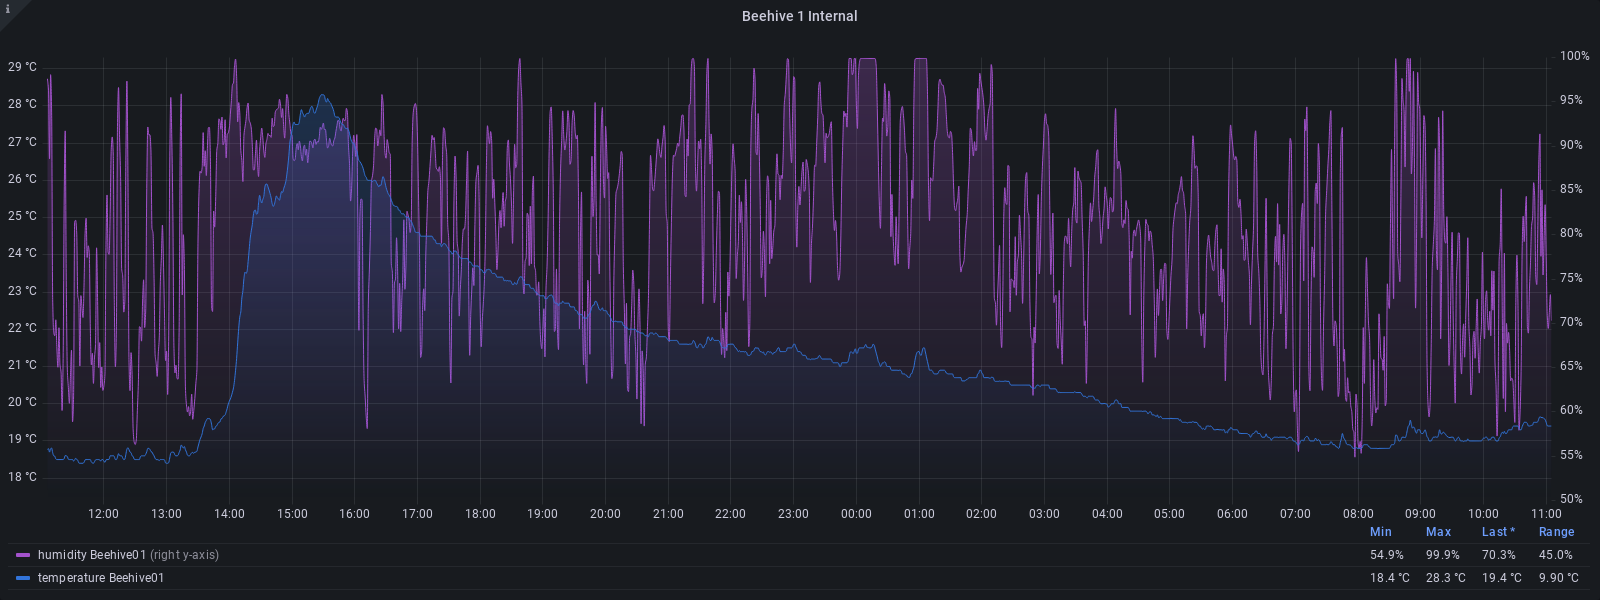 i
Beehive 1 Internal
29 °C
28 °C
27 °C
26 °C
25 °C
24 °C
23 °C
22 °C
21 °C
20 °C
19 °C
18 °C
100%
95%
90%
85%
80%
75%
70%
65%
60%
55%
50%
12:00 13:00 14:00 15:00 16:00 17:00 18:00 19:00 20:00 21:00 22:00 23:00 00:00 01:00 02:00 03:00 04:00 05:00 06:00 07:00 08:00 09:00 10:00 11:00
Min Max Last * Range
humidity Beehive01 (right y-axis) 54.9% 99.9% 70.3% 45.0%
temperature Beehive01 18.4 °C 28.3 °C 19.4 °C 9.90 °C